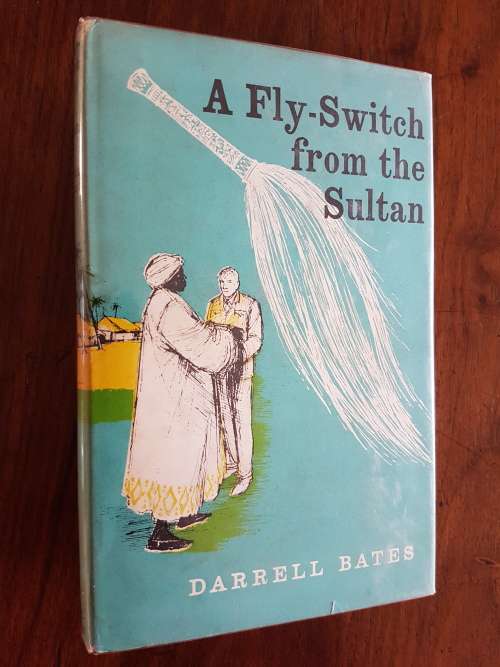 A Fly-Switch
from the
Sultan
DARRELL BATES